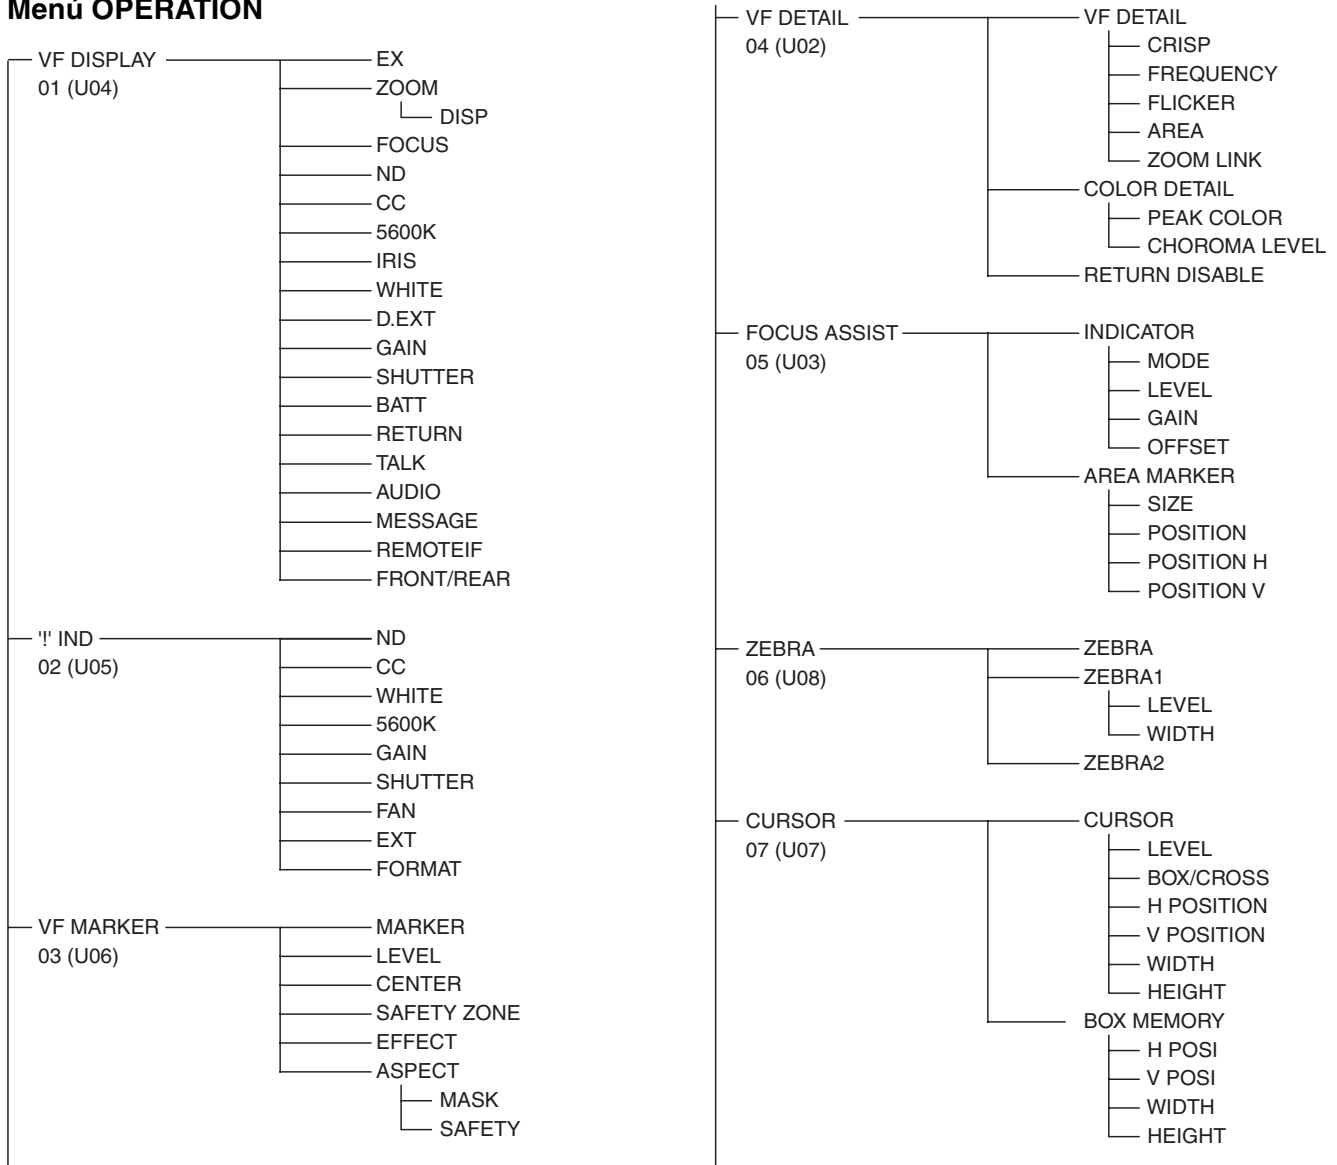 Menú OPERATION
VF DISPLAY
01 (U04)
EX
ZOOM
DISP
FOCUS
ND
CC
5600K
IRIS
WHITE
D.EXT
GAIN
SHUTTER
BATT
RETURN
TALK
AUDIO
MESSAGE
REMOTEIF
FRONT/REAR
'!' IND
02 (U05)
ND
CC
WHITE
5600K
GAIN
SHUTTER
FAN
EXT
FORMAT
VF MARKER
03 (U06)
MARKER
LEVEL
CENTER
SAFETY ZONE
EFFECT
ASPECT
MASK
SAFETY
VF DETAIL
04 (U02)
VF DETAIL
CRISP
FREQUENCY
FLICKER
AREA
ZOOM LINK
COLOR DETAIL
PEAK COLOR
CHOROMA LEVEL
RETURN DISABLE
FOCUS ASSIST
05 (U03)
INDICATOR
MODE
LEVEL
GAIN
OFFSET
AREA MARKER
SIZE
POSITION
POSITION H
POSITION V
ZEBRA
06 (U08)
ZEBRA
ZEBRA1
LEVEL
WIDTH
ZEBRA2
CURSOR
07 (U07)
CURSOR
LEVEL
BOX/CROSS
H POSITION
V POSITION
WIDTH
HEIGHT
BOX MEMORY
H POSI
V POSI
WIDTH
HEIGHT